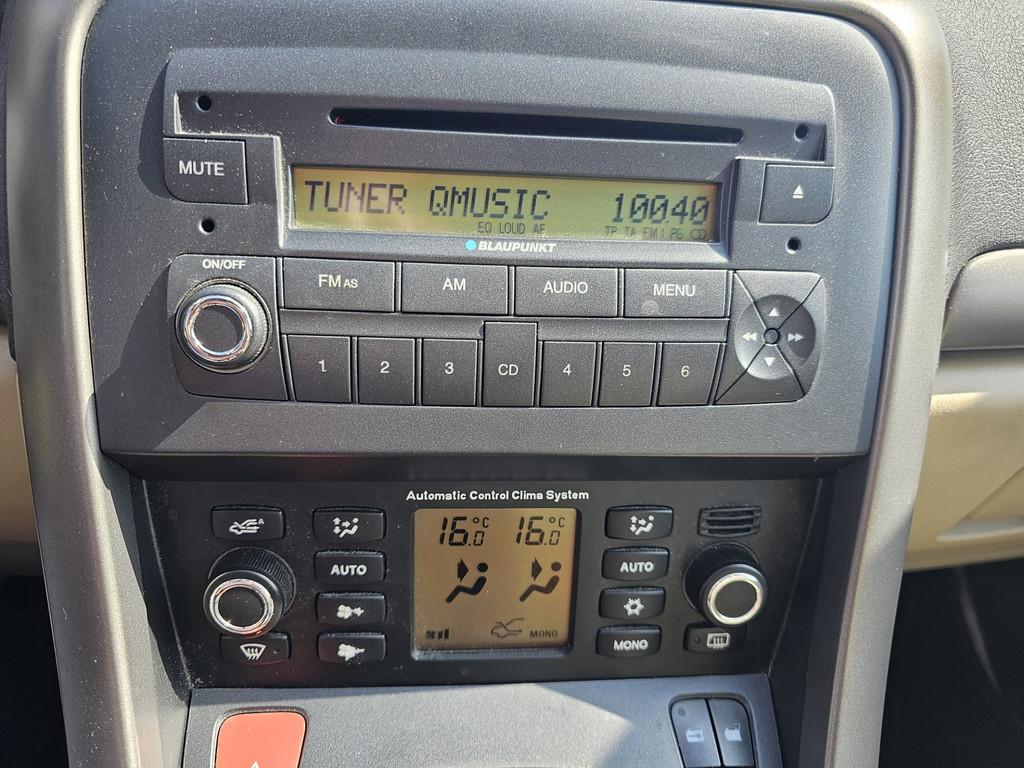 MUTE
TUNER QMUSIC 100.40
EQ LOUD AF TP TA FM1 P6 CD
BLAUPUNKT
ON/OFF
FM AS AM AUDIO MENU
1 2 3 CD 4 5 6
Automatic Control Clima System
16.0 °C 16.0 °C
AUTO AUTO
MONO
MONO